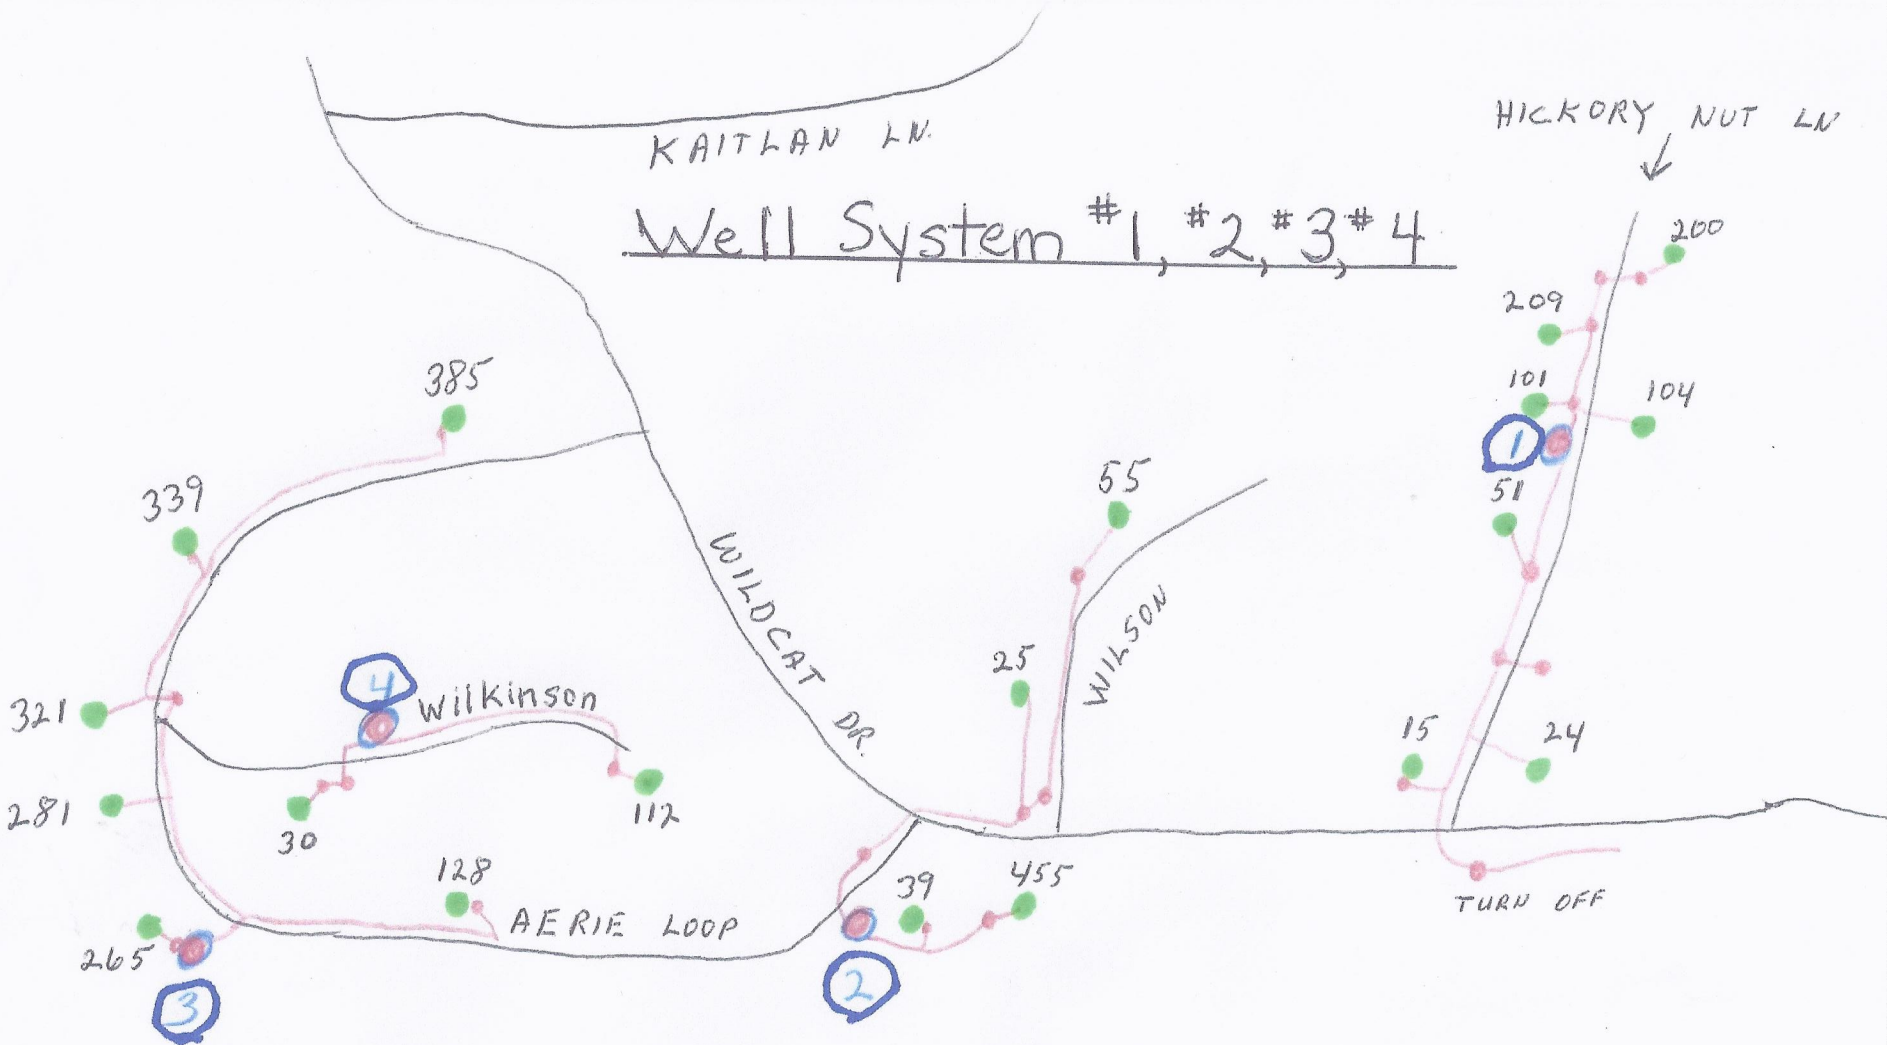 KAITLAN LN.
HICKORY NUT LN
Well System #1, #2, #3, #4
200
209
385
101
104
1
339
55
51
WILDCAT DR.
WILSON
25
4
Wilkinson
321
15
24
281
30
112
128
39
455
AERIE LOOP
TURN OFF
265
2
3